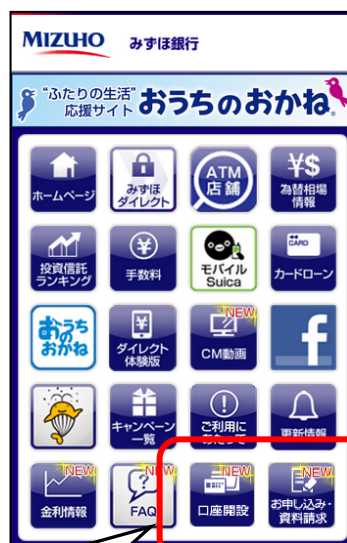 MIZUHO みずほ銀行
“ふたりの生活”
応援サイト おうちのおかね
ホームページ
みずほ
ダイレクト
ATM
店舗
¥$
為替相場
情報
投資信託
ランキング
¥
手数料
モバイル
Suica
CARD
カードローン
おうち
の
おかね
¥
ダイレクト
体験版
NEW
CM動画
f
キャンペーン
一覧
!
ご利用に
あたって
更新情報
NEW
金利情報
NEW
?
FAQ
NEW
口座開設
NEW
お申し込み・
資料請求